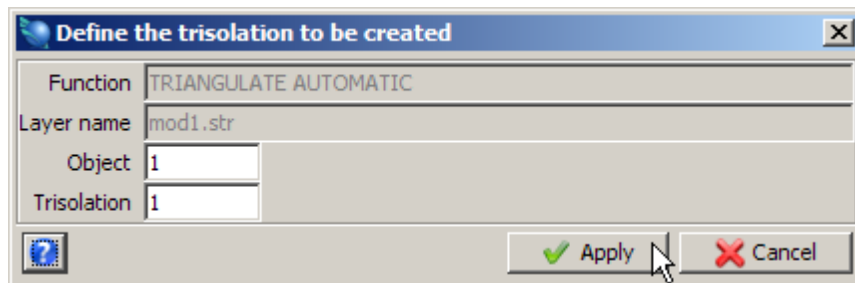 Define the trisolation to be created
Function TRIANGULATE AUTOMATIC
Layer name mod1.str
Object 1
Trisolation 1
? Apply Cancel